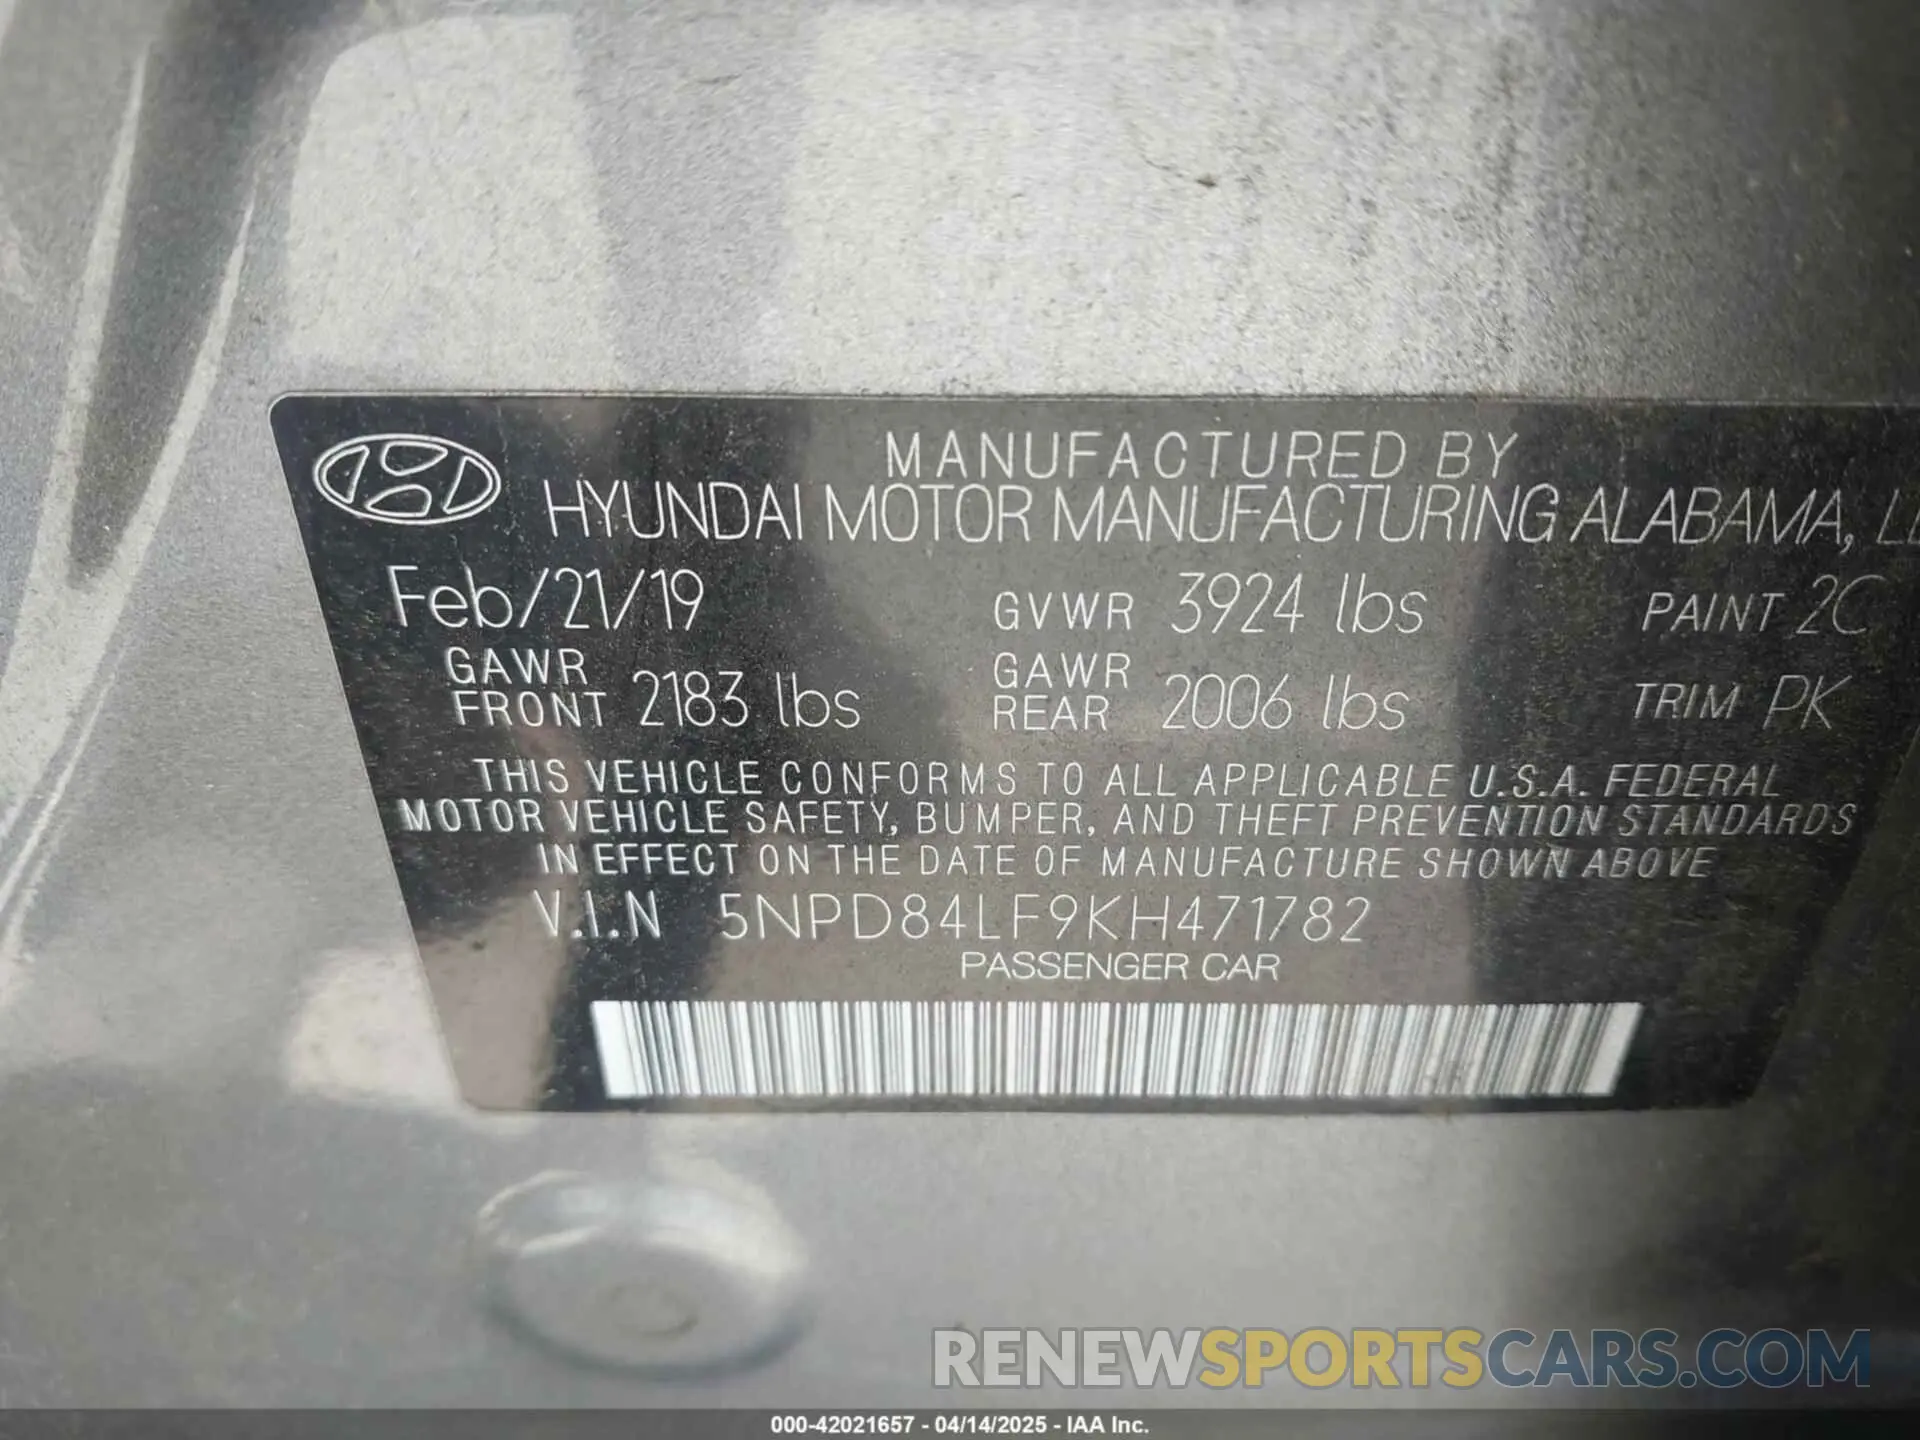 MANUFACTURED BY
HYUNDAI MOTOR MANUFACTURING ALABAMA,
Feb/21/19 GVWR 3924 lbs PAINT 2C
GAWR FRONT 2183 lbs GAWR REAR 2006 lbs TRIM PK
THIS VEHICLE CONFORMS TO ALL APPLICABLE U.S.A. FEDERAL
MOTOR VEHICLE SAFETY, BUMPER, AND THEFT PREVENTION STANDARDS
IN EFFECT ON THE DATE OF MANUFACTURE SHOWN ABOVE
V.I.N 5NPD84LF9KH471782
PASSENGER CAR
RENEWSPORTSCARS.COM
000-42021657 - 04/14/2025 - IAA Inc.